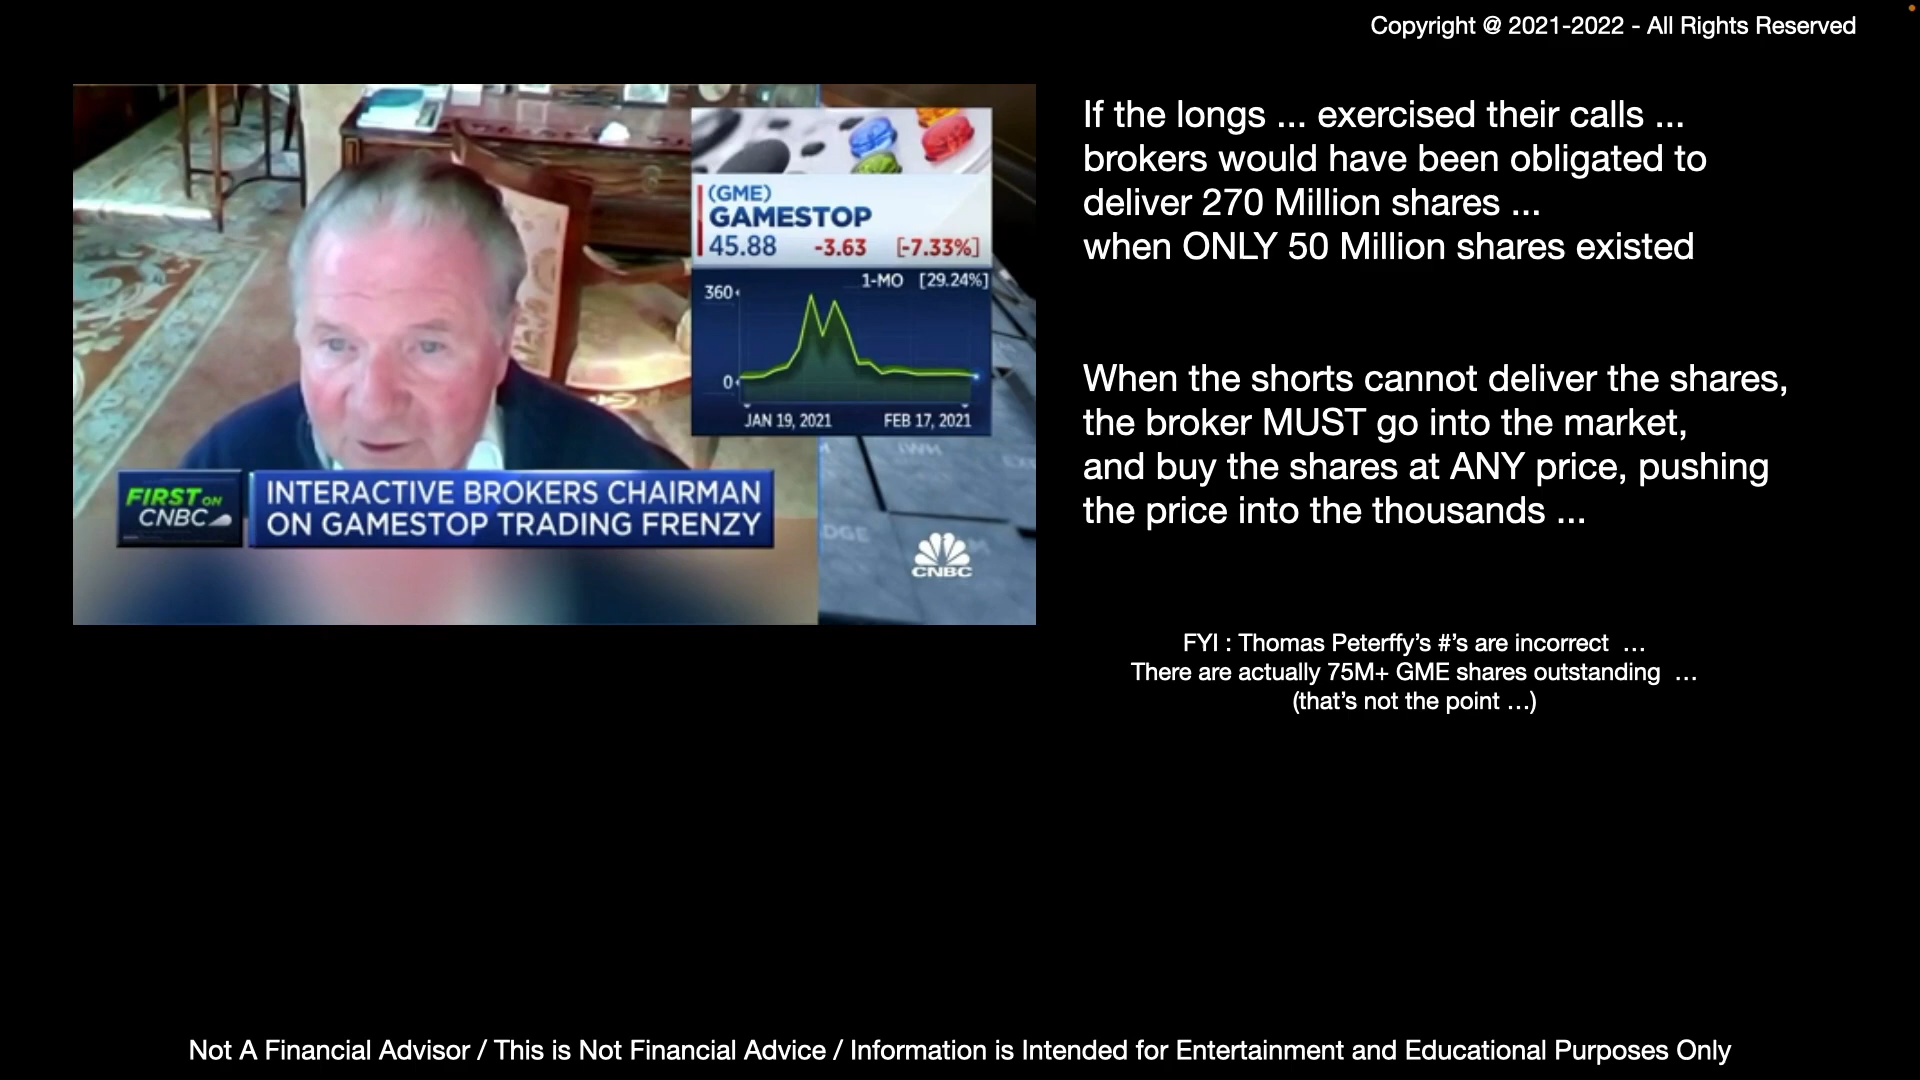 Copyright @ 2021-2022 - All Rights Reserved
(GME)
GAMESTOP
45.88 -3.63 [-7.33%]
1-MO [29.24%]
360
0
JAN 19, 2021 FEB 17, 2021
FIRST ON
CNBC
INTERACTIVE BROKERS CHAIRMAN
ON GAMESTOP TRADING FRENZY
CNBC
If the longs ... exercised their calls ...
brokers would have been obligated to
deliver 270 Million shares ...
when ONLY 50 Million shares existed
When the shorts cannot deliver the shares,
the broker MUST go into the market,
and buy the shares at ANY price, pushing
the price into the thousands ...
FYI : Thomas Peterffy’s #’s are incorrect ...
There are actually 75M+ GME shares outstanding ...
(that’s not the point ...)
Not A Financial Advisor / This is Not Financial Advice / Information is Intended for Entertainment and Educational Purposes Only